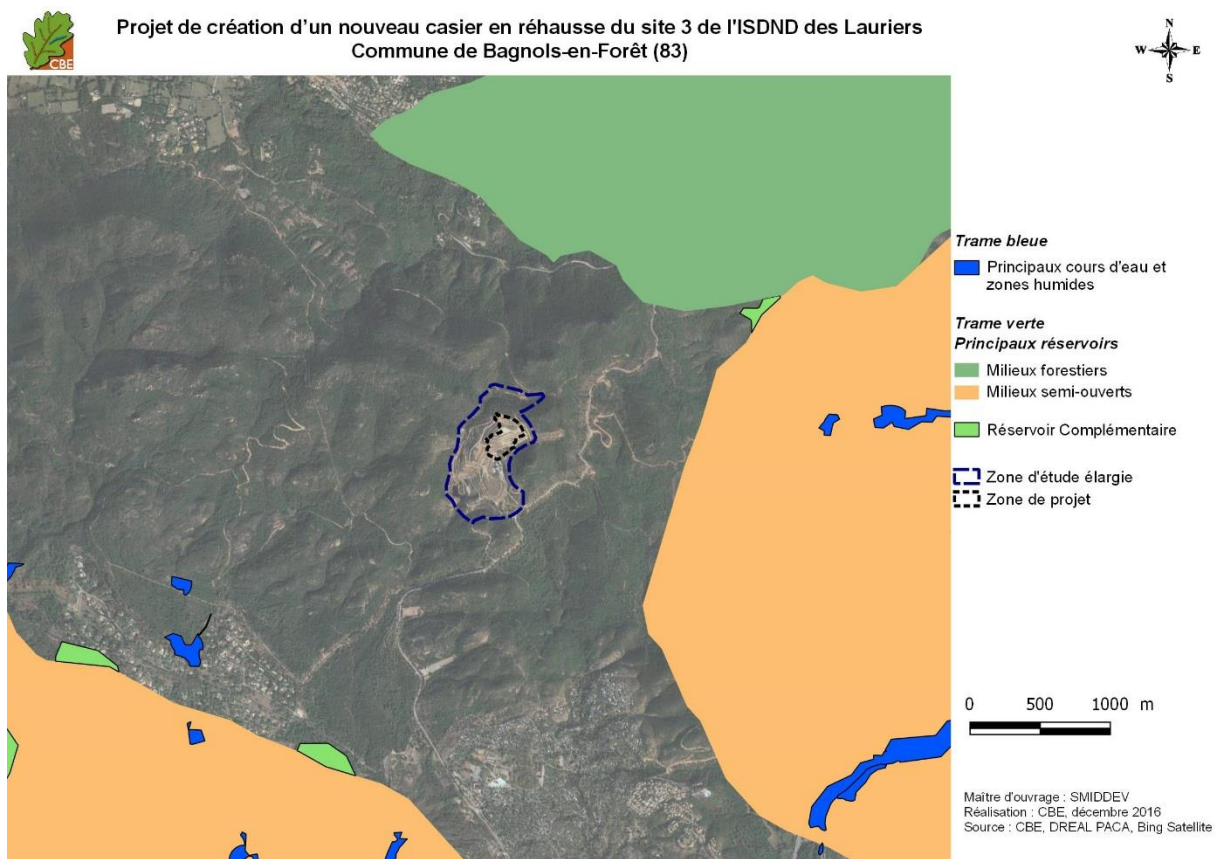 Projet de création d'un nouveau casier en réhausse du site 3 de l'ISDND des Lauriers
Commune de Bagnols-en-Forêt (83)
CBE
N
W E
S
Trame bleue
Principaux cours d'eau et
zones humides
Trame verte
Principaux réservoirs
Milieux forestiers
Milieux semi-ouverts
Réservoir Complémentaire
Zone d'étude élargie
Zone de projet
0 500 1000 m
Maître d'ouvrage : SMIDDEV
Réalisation : CBE, décembre 2016
Source : CBE, DREAL PACA, Bing Satellite